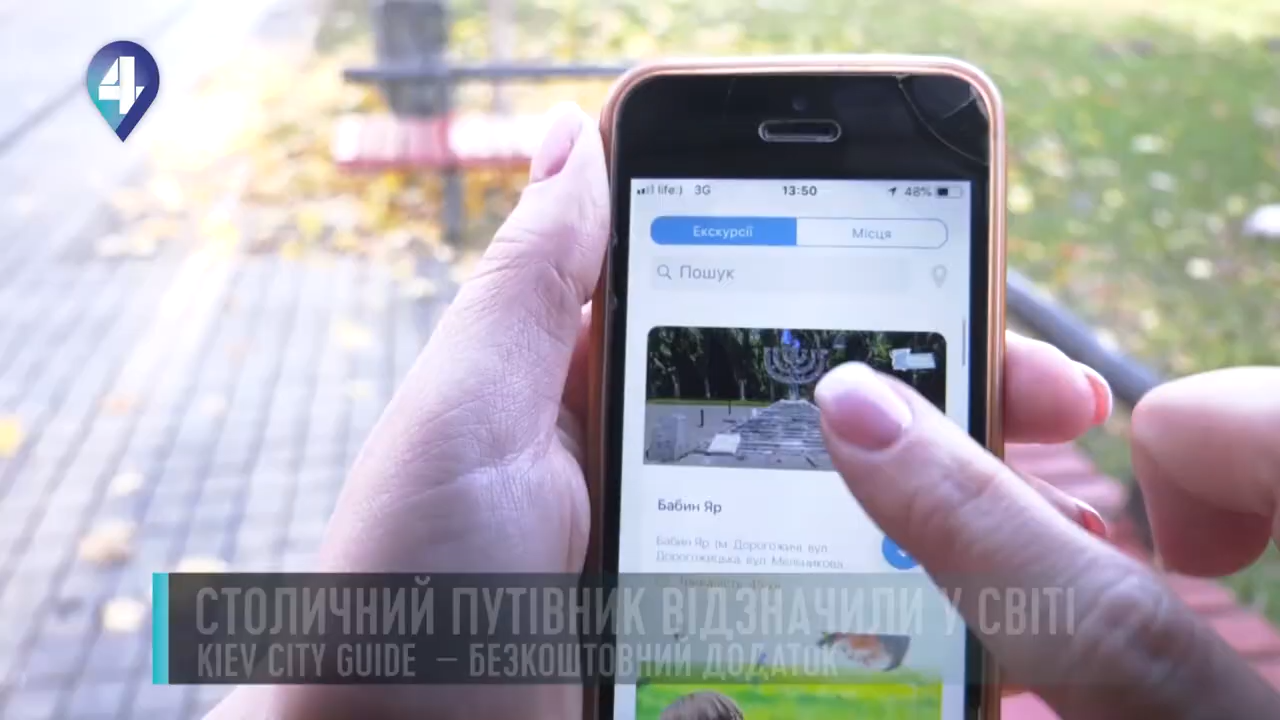 4
life:) 3G 13:50 48%
Екскурсії Місця
Пошук
Бабин Яр
Бабин Яр (м. Дорогожичі, вул.
Дорогожицька, вул. Мельникова,
СТОЛИЧНИЙ ПУТІВНИК ВІДЗНАЧИЛИ У СВІТІ
KIEV CITY GUIDE – БЕЗКОШТОВНИЙ ДОДАТОК